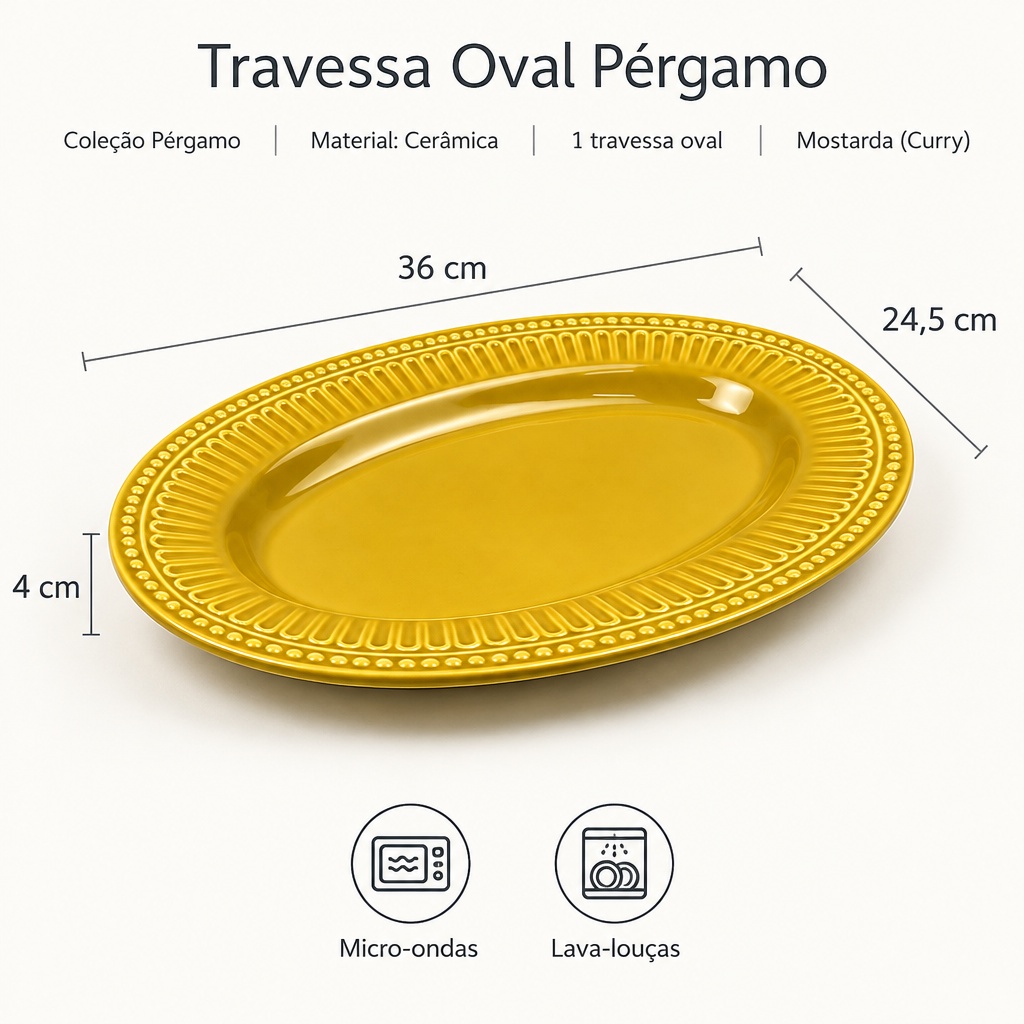 Travessa Oval Pérgamo
Coleção Pérgamo | Material: Cerâmica | 1 travessa oval | Mostarda (Curry)
36 cm
24,5 cm
4 cm
Micro-ondas
Lava-louças